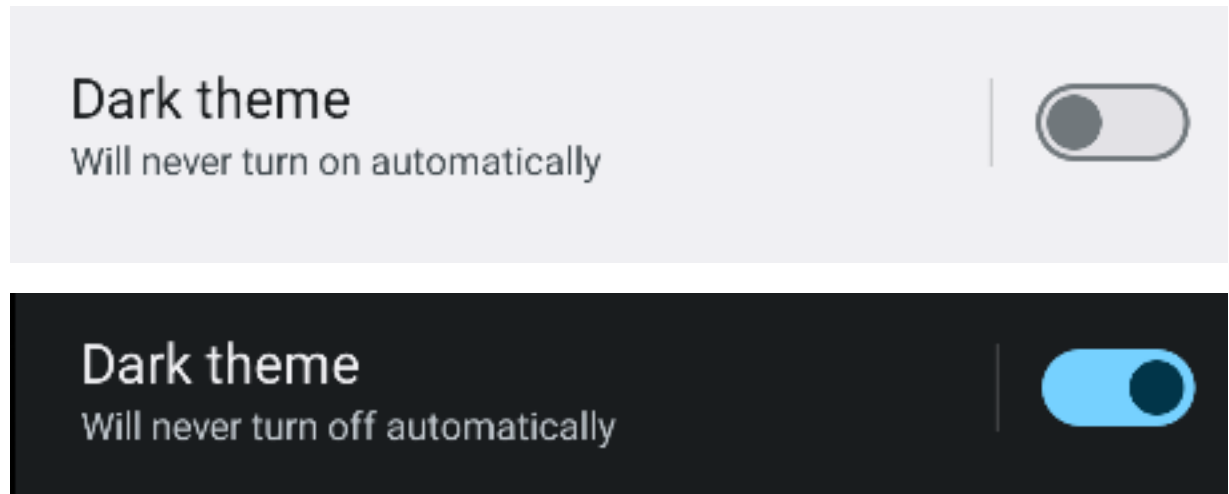 Dark theme
Will never turn on automatically
Dark theme
Will never turn off automatically